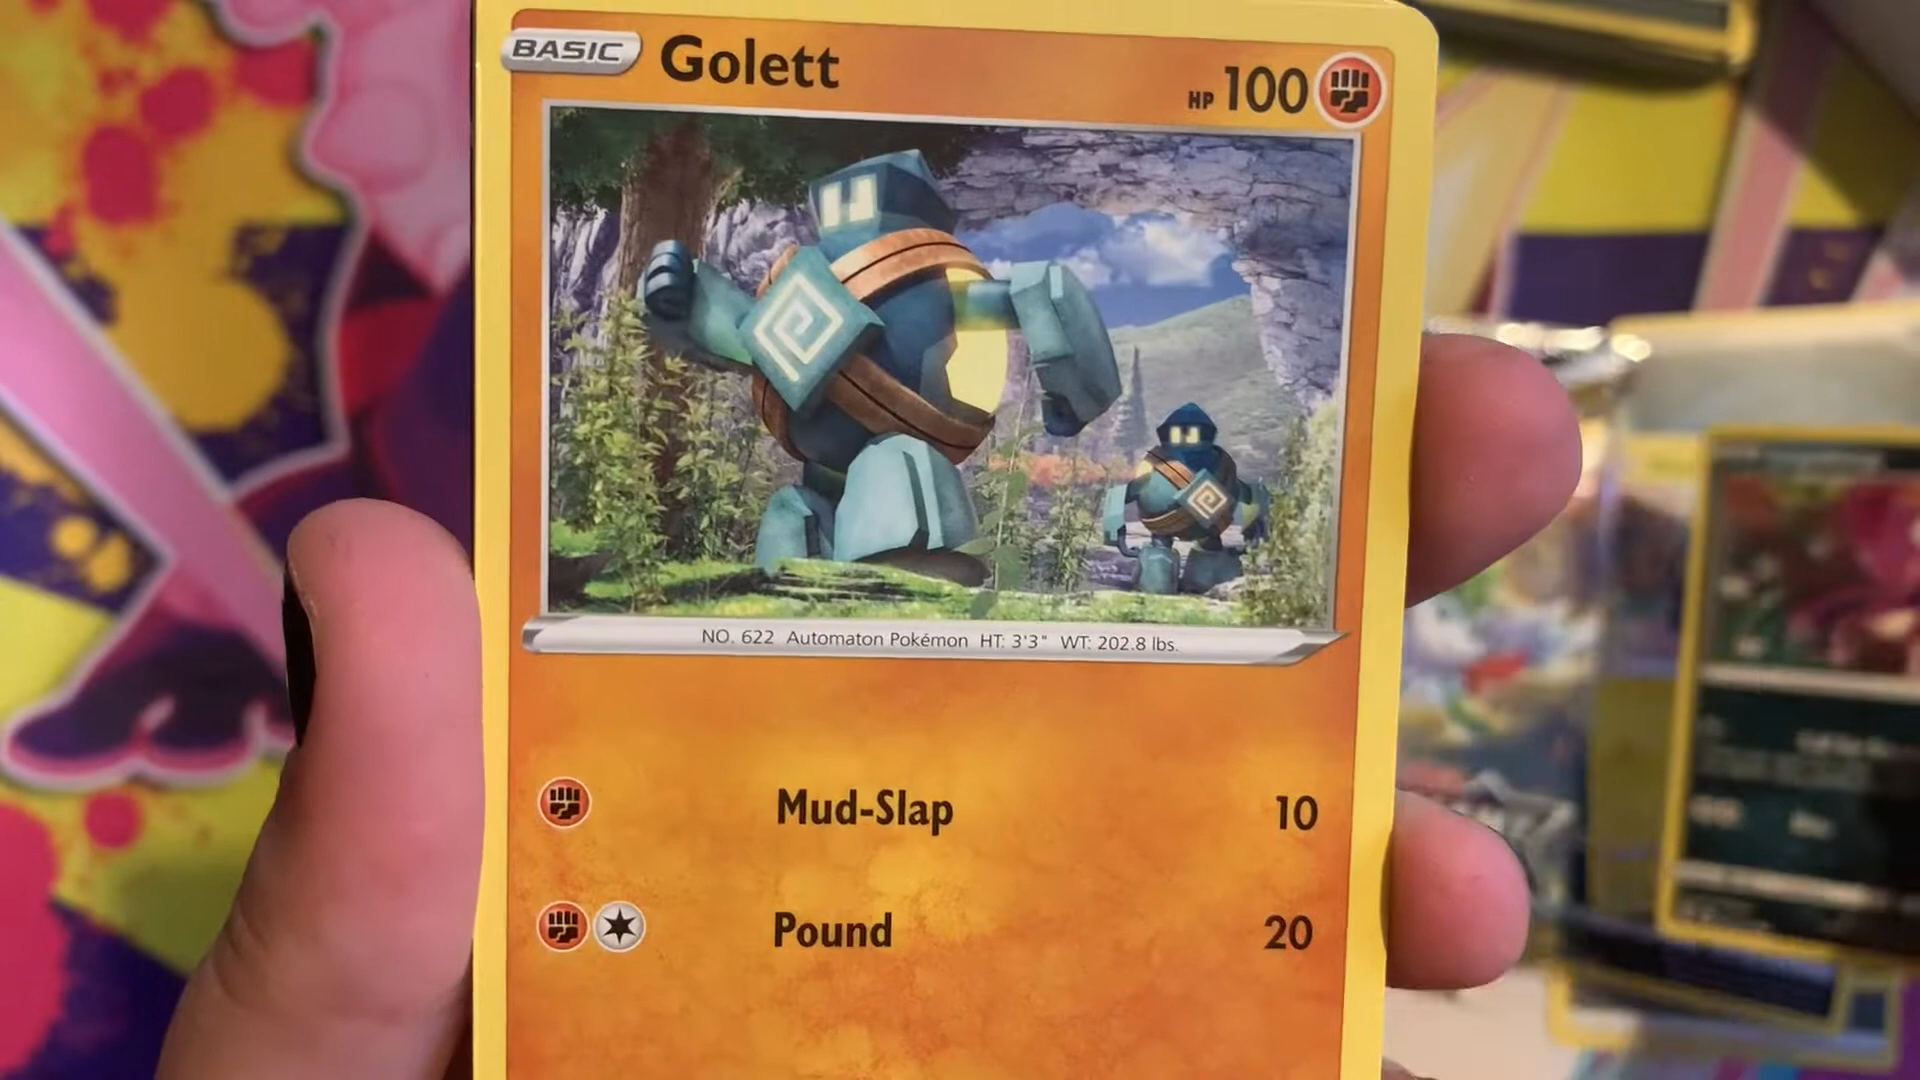 BASIC Golett HP 100
NO. 622 Automaton Pokémon HT: 3'3" WT: 202.8 lbs.
Mud-Slap 10
Pound 20